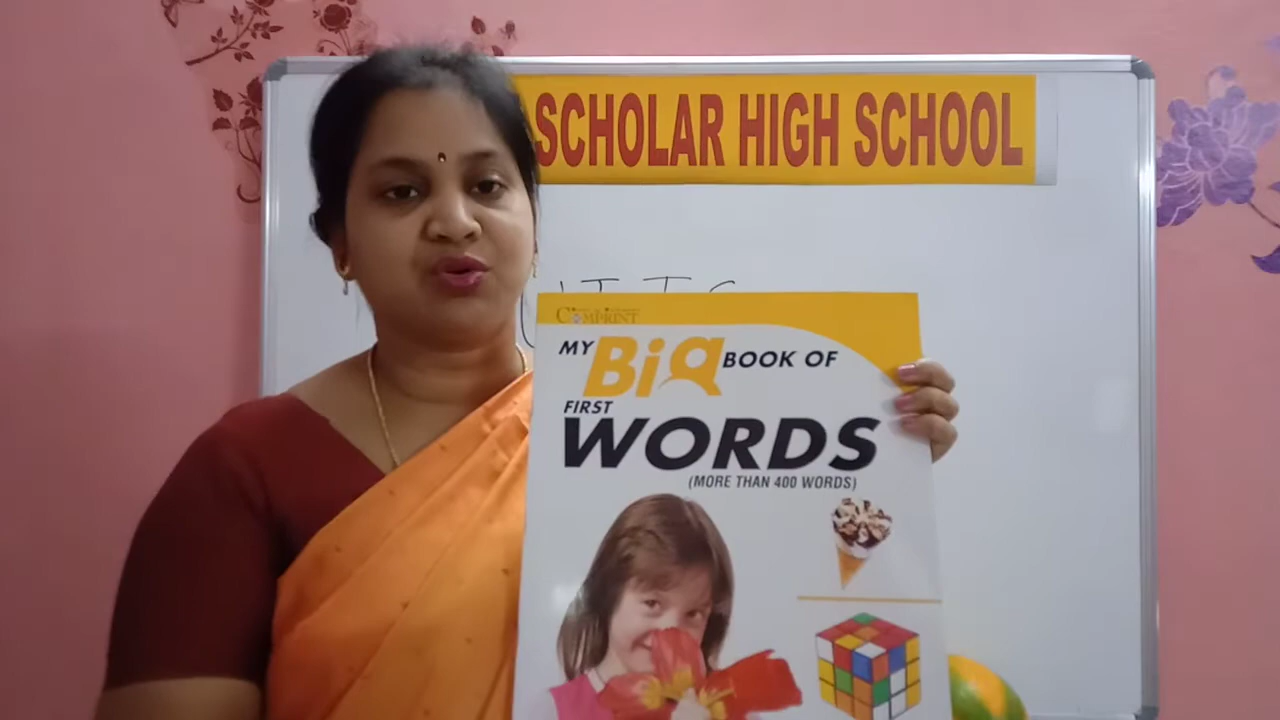 SCHOLAR HIGH SCHOOL
COMPRINT
MY BiG BOOK OF
FIRST
WORDS
(MORE THAN 400 WORDS)